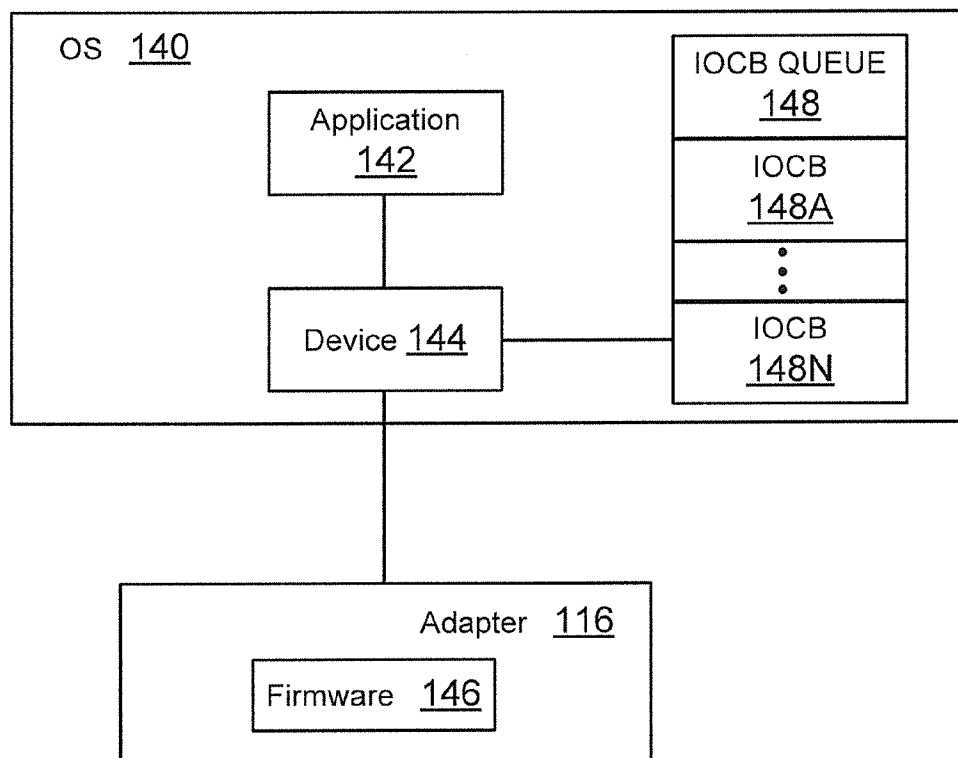 OS 140
IOCB QUEUE
148
Application
142
IOCB
148A
Device 144
IOCB
148N
Adapter 116
Firmware 146